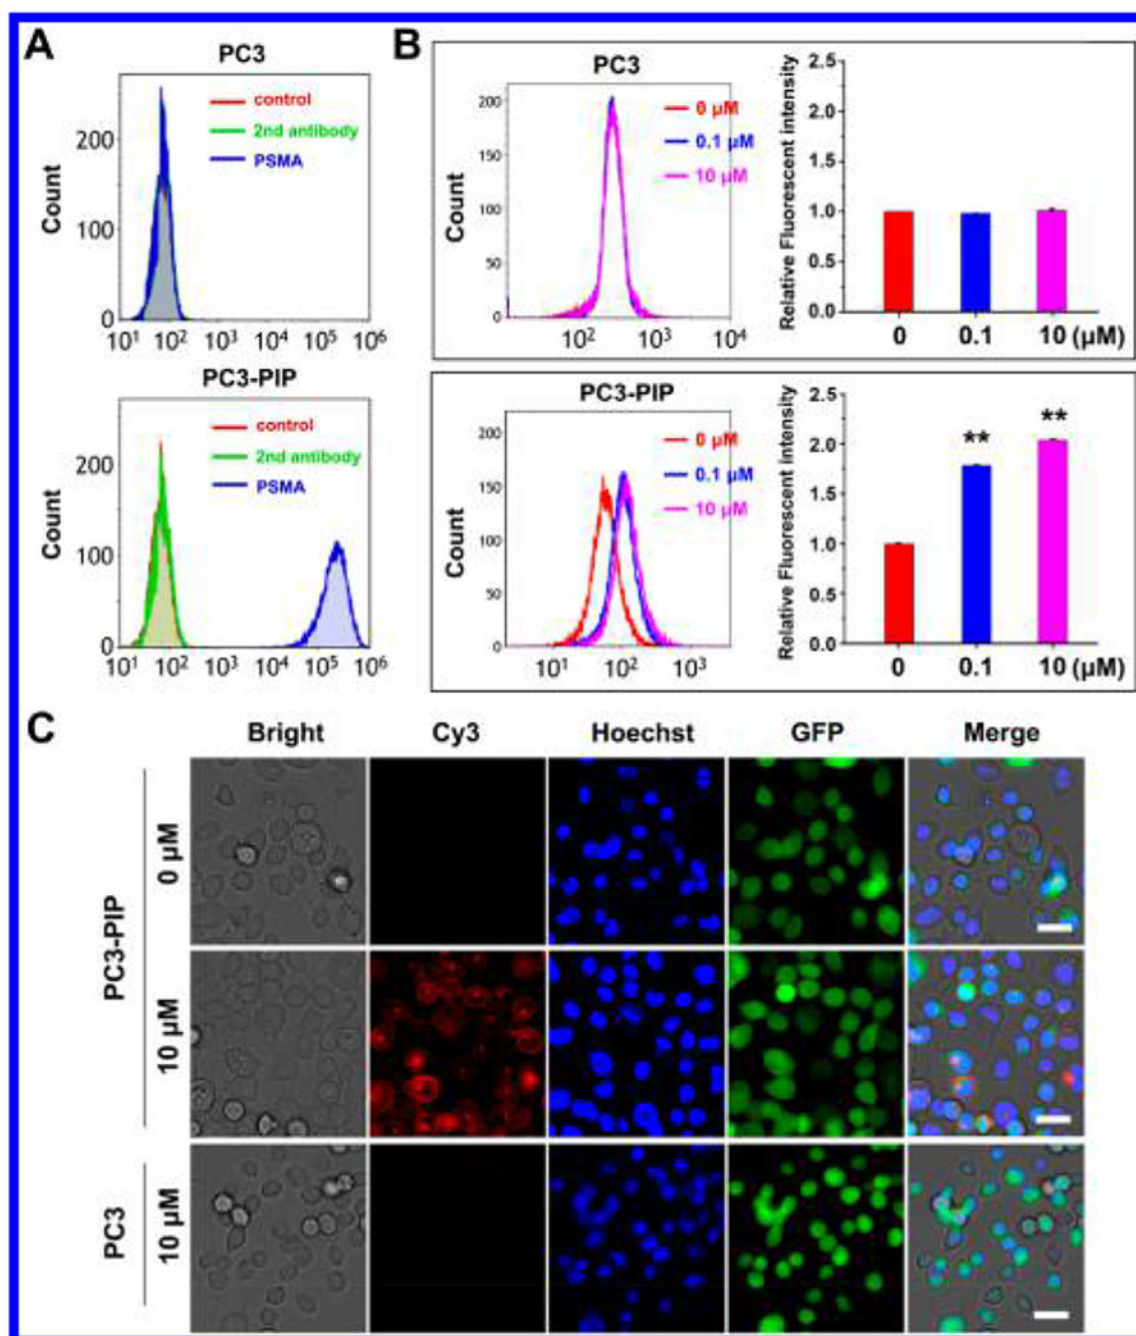 A
PC3
control
2nd antibody
PSMA
Count
200
100
0
10¹ 10² 10³ 10⁴ 10⁵ 10⁶
PC3-PIP
control
2nd antibody
PSMA
Count
200
100
0
10¹ 10² 10³ 10⁴ 10⁵ 10⁶
B
PC3
0 µM
0.1 µM
10 µM
Count
200
150
100
50
0
10² 10³ 10⁴
Relative Fluorescent intensity
2.5
2.0
1.5
1.0
0.5
0.0
0 0.1 10 (µM)
PC3-PIP
0 µM
0.1 µM
10 µM
Count
200
150
100
50
0
10¹ 10² 10³
Relative Fluorescent intensity
2.5
2.0
1.5
1.0
0.5
0.0
** **
0 0.1 10 (µM)
C
Bright Cy3 Hoechst GFP Merge
PC3-PIP
0 µM
10 µM
PC3
10 µM